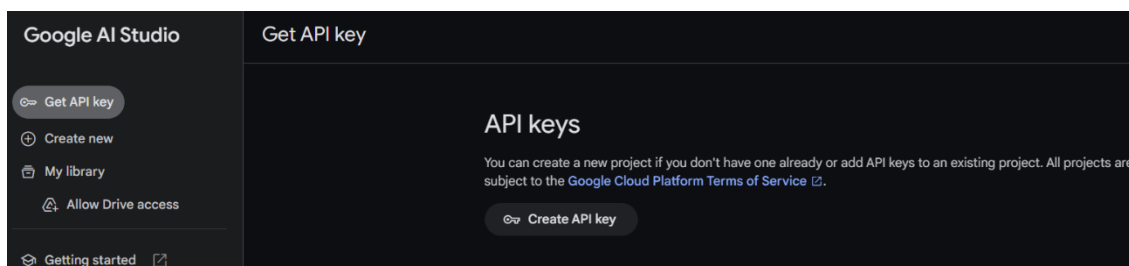 Google AI Studio
Get API key
Get API key
Create new
My library
Allow Drive access
Getting started
API keys
You can create a new project if you don't have one already or add API keys to an existing project. All projects are
subject to the Google Cloud Platform Terms of Service.
Create API key